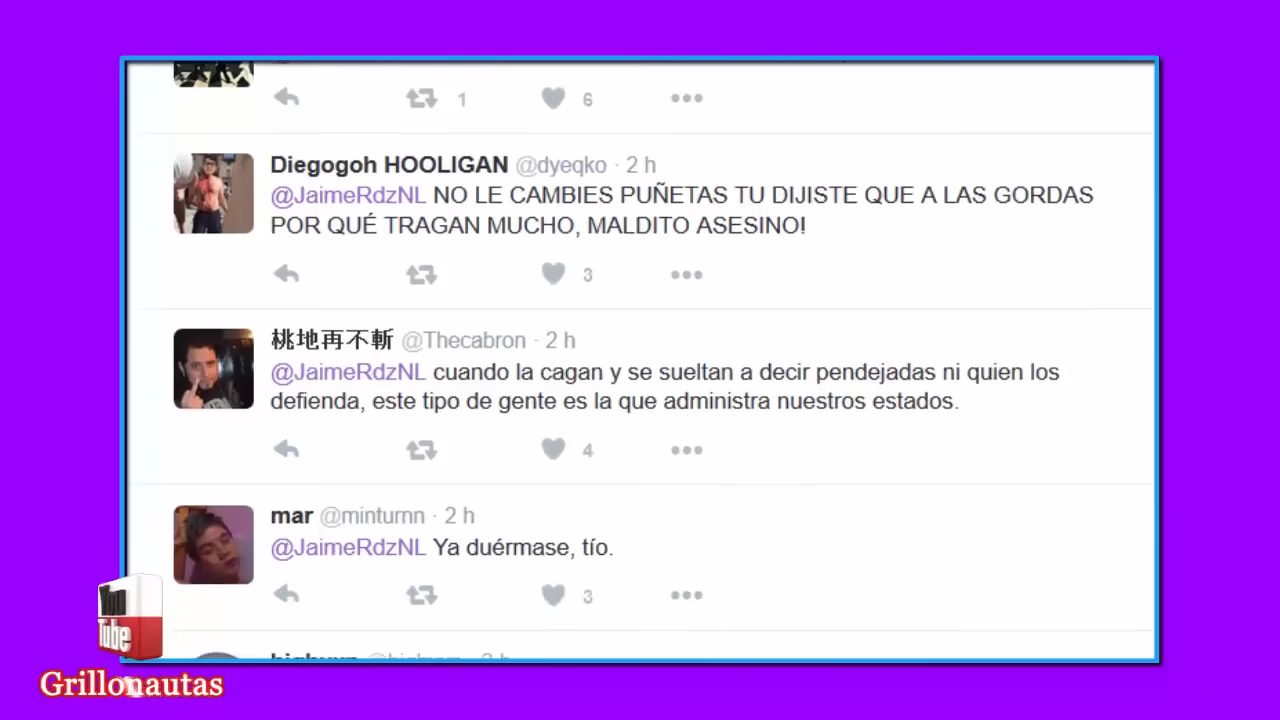 1 6
Diegogoh HOOLIGAN @dyeqko · 2 h
@JaimeRdzNL NO LE CAMBIES PUÑETAS TU DIJISTE QUE A LAS GORDAS
POR QUÉ TRAGAN MUCHO, MALDITO ASESINO!
3
桃地再不斬 @Thecabron · 2 h
@JaimeRdzNL cuando la cagan y se sueltan a decir pendejadas ni quien los
defienda, este tipo de gente es la que administra nuestros estados.
4
mar @minturnn · 2 h
@JaimeRdzNL Ya duérmase, tío.
3
You
Tube
Grillonautas